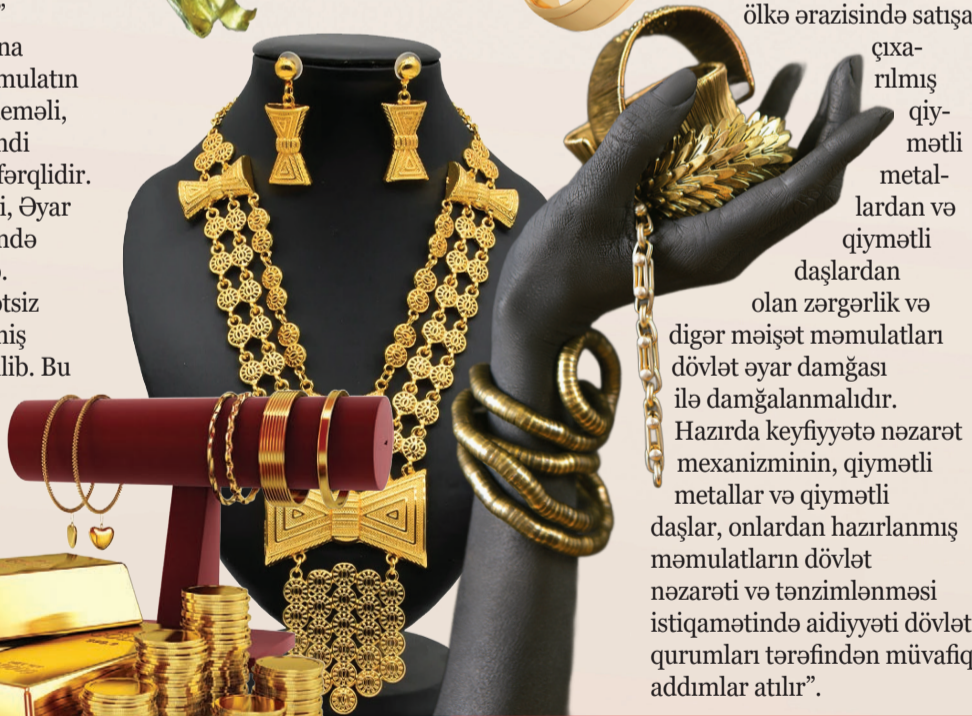 ”
na
mulatın
eməli,
ndi
fərqlidir.
i, Əyar
ndə
.
tsiz
niş
lib. Bu
ölkə ərazisində satışa
çıxa-
rılmış
qiy-
mətli
metal-
lardan və
qiymətli
daşlardan
olan zərgərlik və
digər məişət məmulatları
dövlət əyar damğası
ilə damğalanmalıdır.
Hazırda keyfiyyətə nəzarət
mexanizminin, qiymətli
metallar və qiymətli
daşlar, onlardan hazırlanmış
məmulatların dövlət
nəzarəti və tənzimlənməsi
istiqamətində aidiyyəti dövlət
qurumları tərəfindən müvafiq
addımlar atılır”.